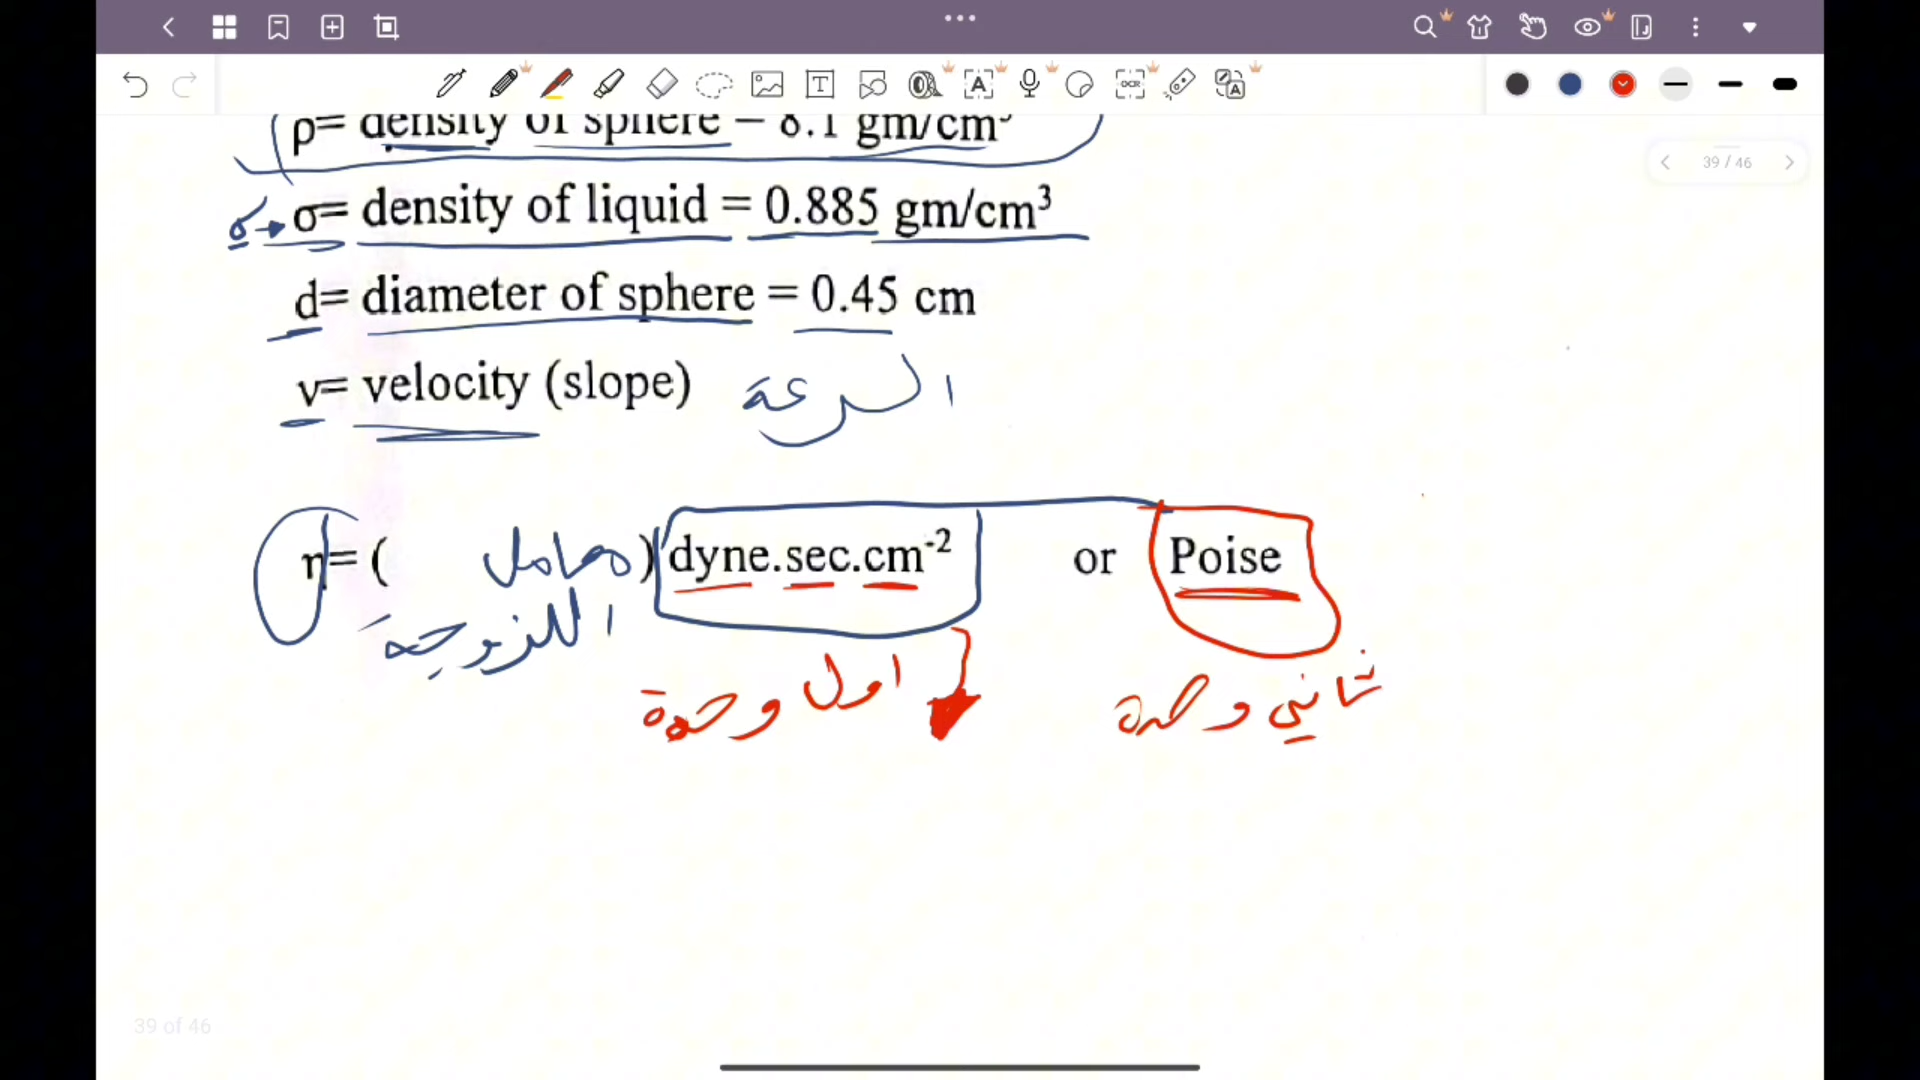 39 / 46
ρ= density of sphere = 8.1 gm/cm³
σ → σ= density of liquid = 0.885 gm/cm³
d= diameter of sphere = 0.45 cm
v= velocity (slope) السرعة
η= ( معامل ) dyne.sec.cm⁻² or Poise
اللزوجة
اول وحدة ثاني وحدة
39 of 46